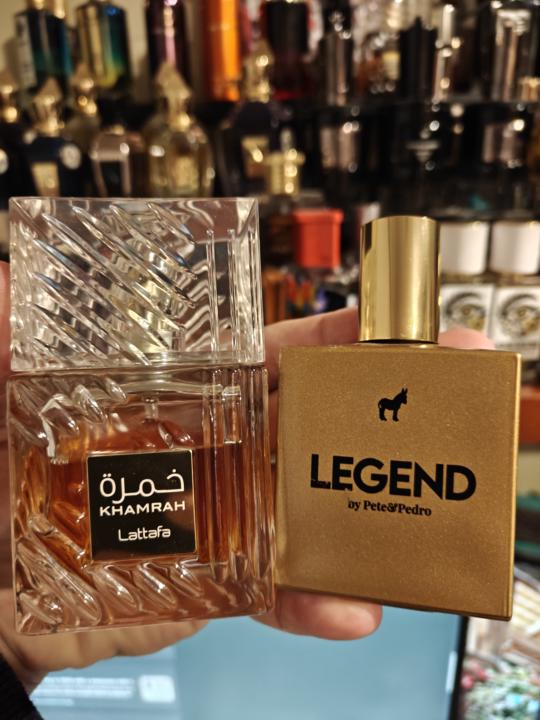 خمرة
KHAMRAH
Lattafa
LEGEND
by Pete&Pedro